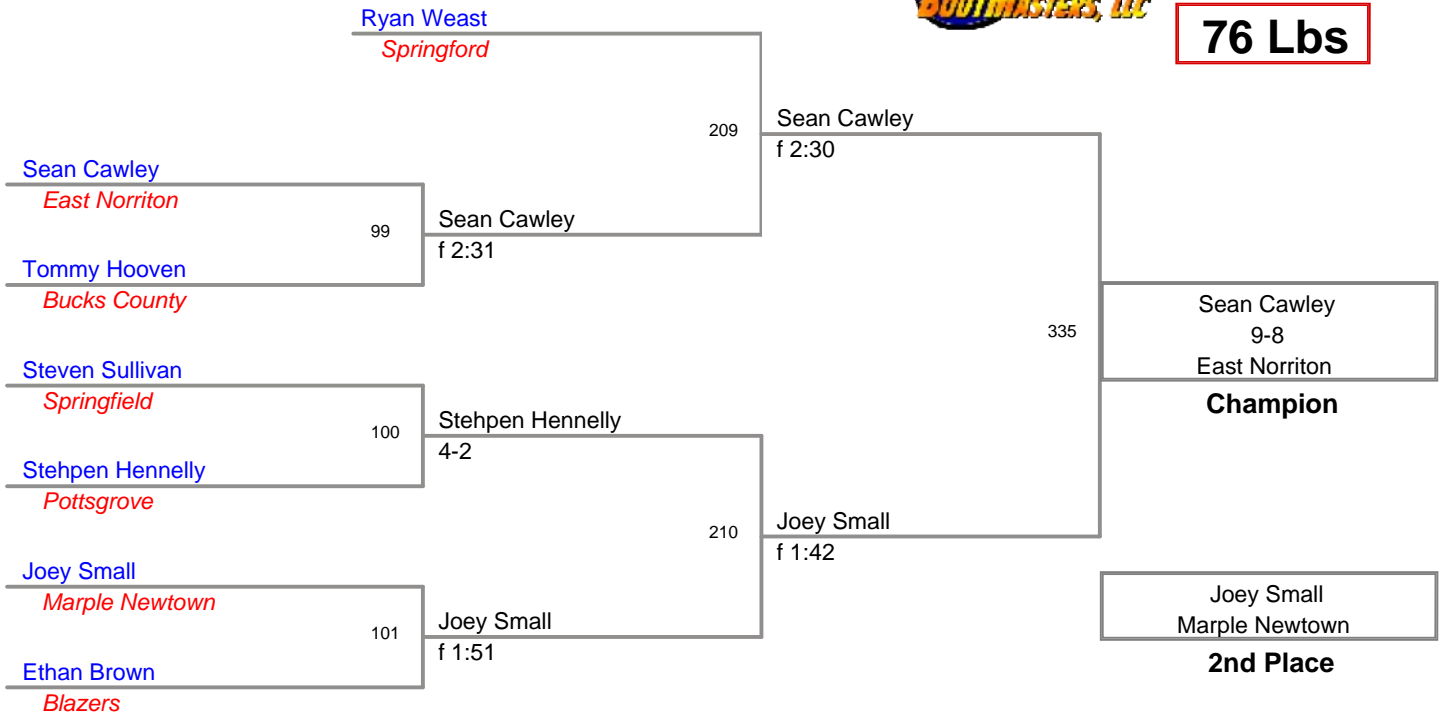 BOUTMASTERS, LLC
76 Lbs
Ryan Weast
Springford
209
Sean Cawley
f 2:30
Sean Cawley
East Norriton
99
Sean Cawley
f 2:31
Tommy Hooven
Bucks County
335
Sean Cawley
9-8
East Norriton
Champion
Steven Sullivan
Springfield
100
Stehpen Hennelly
4-2
Stehpen Hennelly
Pottsgrove
210
Joey Small
f 1:42
Joey Small
Marple Newtown
101
Joey Small
f 1:51
Ethan Brown
Blazers
Joey Small
Marple Newtown
2nd Place